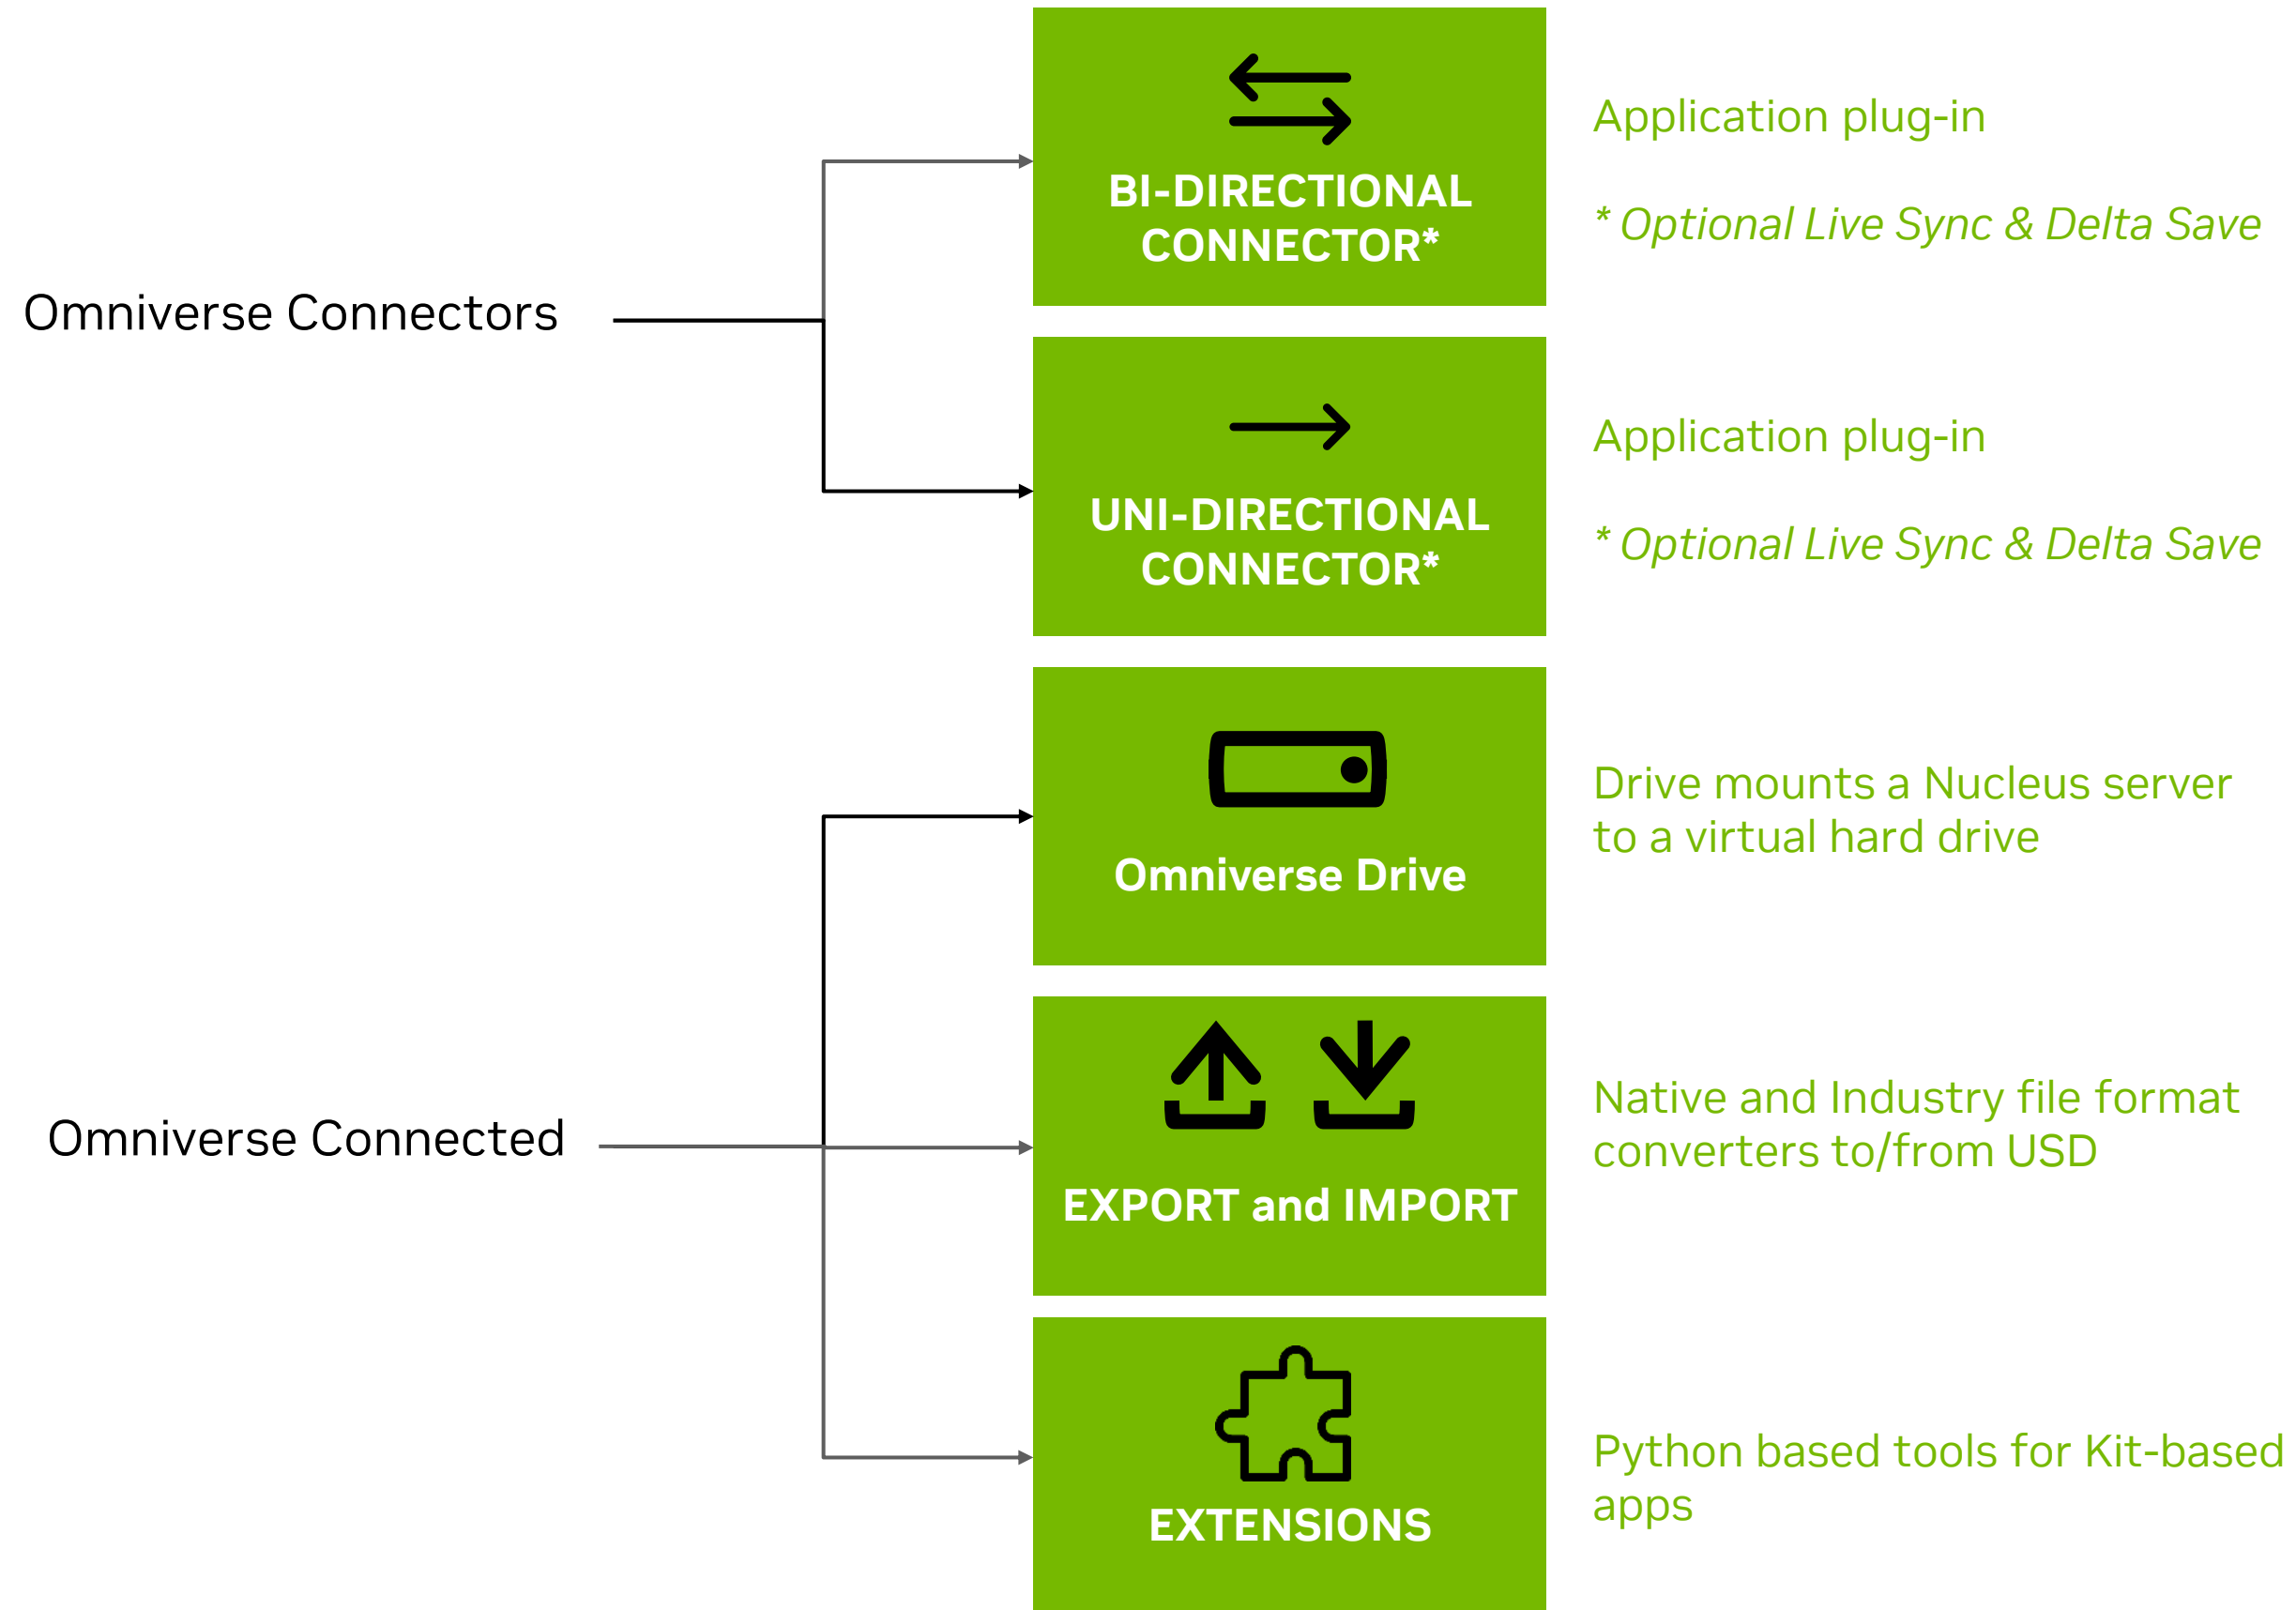 BI-DIRECTIONAL
CONNECTOR*
Application plug-in
* Optional Live Sync & Delta Save
Omniverse Connectors
UNI-DIRECTIONAL
CONNECTOR*
Application plug-in
* Optional Live Sync & Delta Save
Omniverse Drive
Drive mounts a Nucleus server
to a virtual hard drive
Omniverse Connected
EXPORT and IMPORT
Native and Industry file format
converters to/from USD
EXTENSIONS
Python based tools for Kit-based
apps